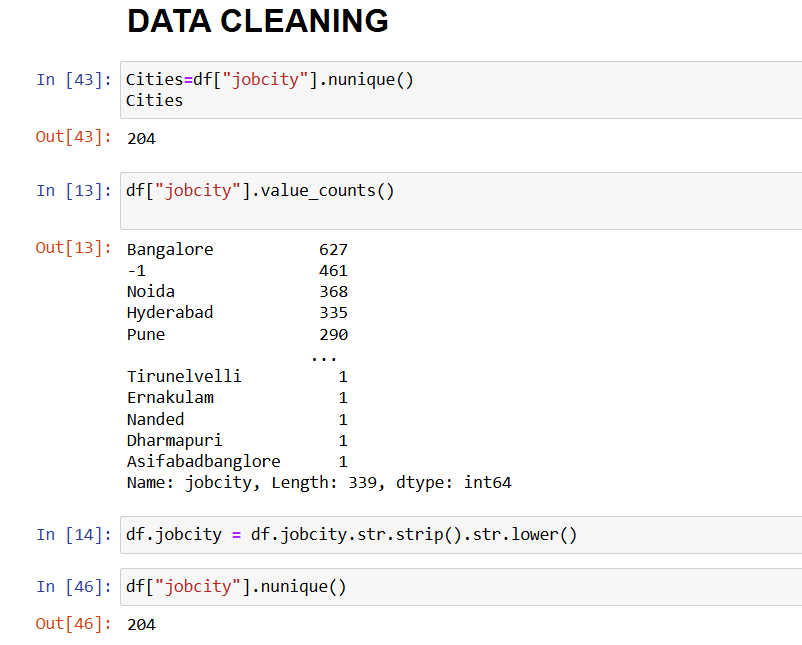 DATA CLEANING
In [43]: Cities=df["jobcity"].nunique()
Cities
Out[43]: 204
In [13]: df["jobcity"].value_counts()
Out[13]: Bangalore 627
-1 461
Noida 368
Hyderabad 335
Pune 290
...
Tirunelvelli 1
Ernakulam 1
Nanded 1
Dharmapuri 1
Asifabadbanglore 1
Name: jobcity, Length: 339, dtype: int64
In [14]: df.jobcity = df.jobcity.str.strip().str.lower()
In [46]: df["jobcity"].nunique()
Out[46]: 204